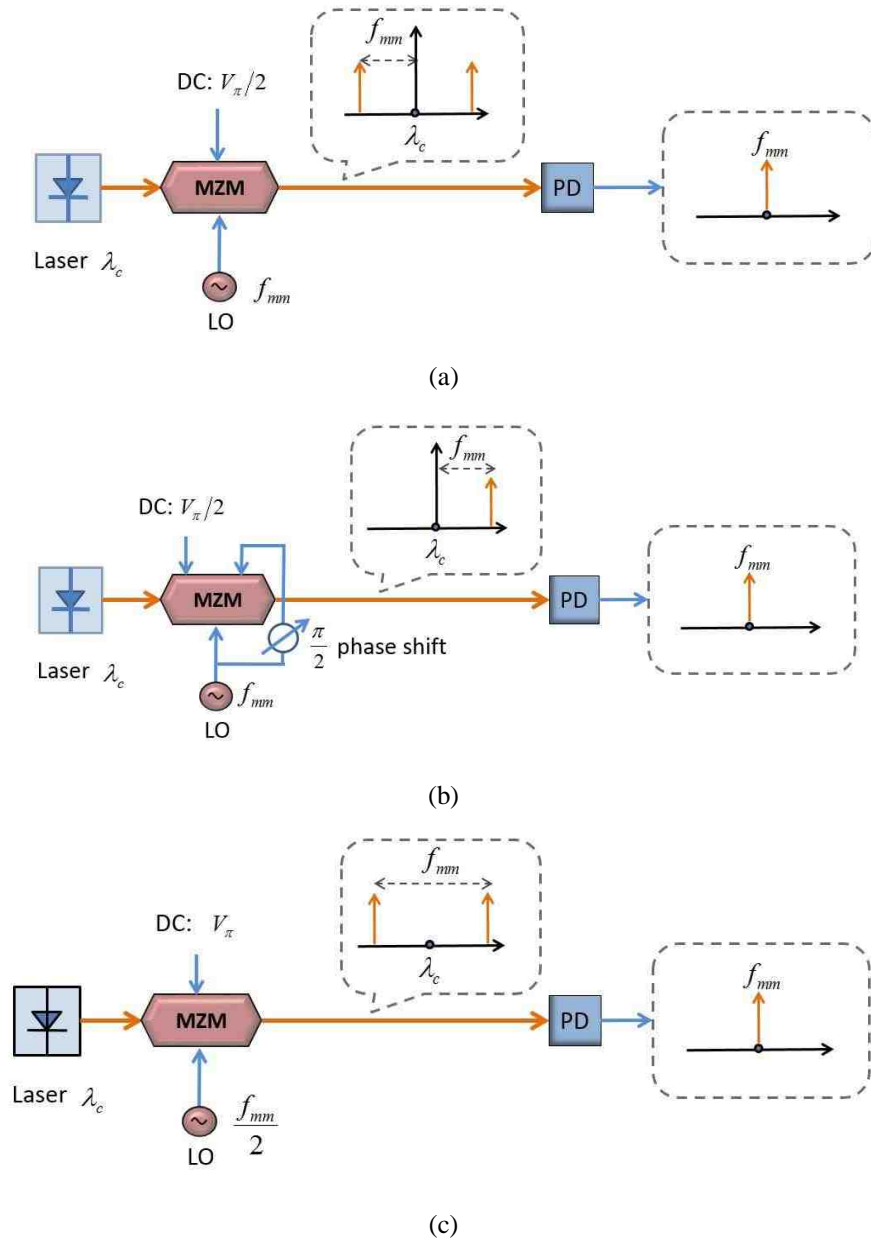 f_mm
DC: V_π/2
λ_c
MZM
PD
f_mm
Laser λ_c
f_mm
LO
(a)
f_mm
DC: V_π/2
λ_c
MZM
PD
f_mm
π/2 phase shift
Laser λ_c
f_mm
LO
(b)
f_mm
DC: V_π
λ_c
MZM
PD
f_mm
Laser λ_c
f_mm/2
LO
(c)